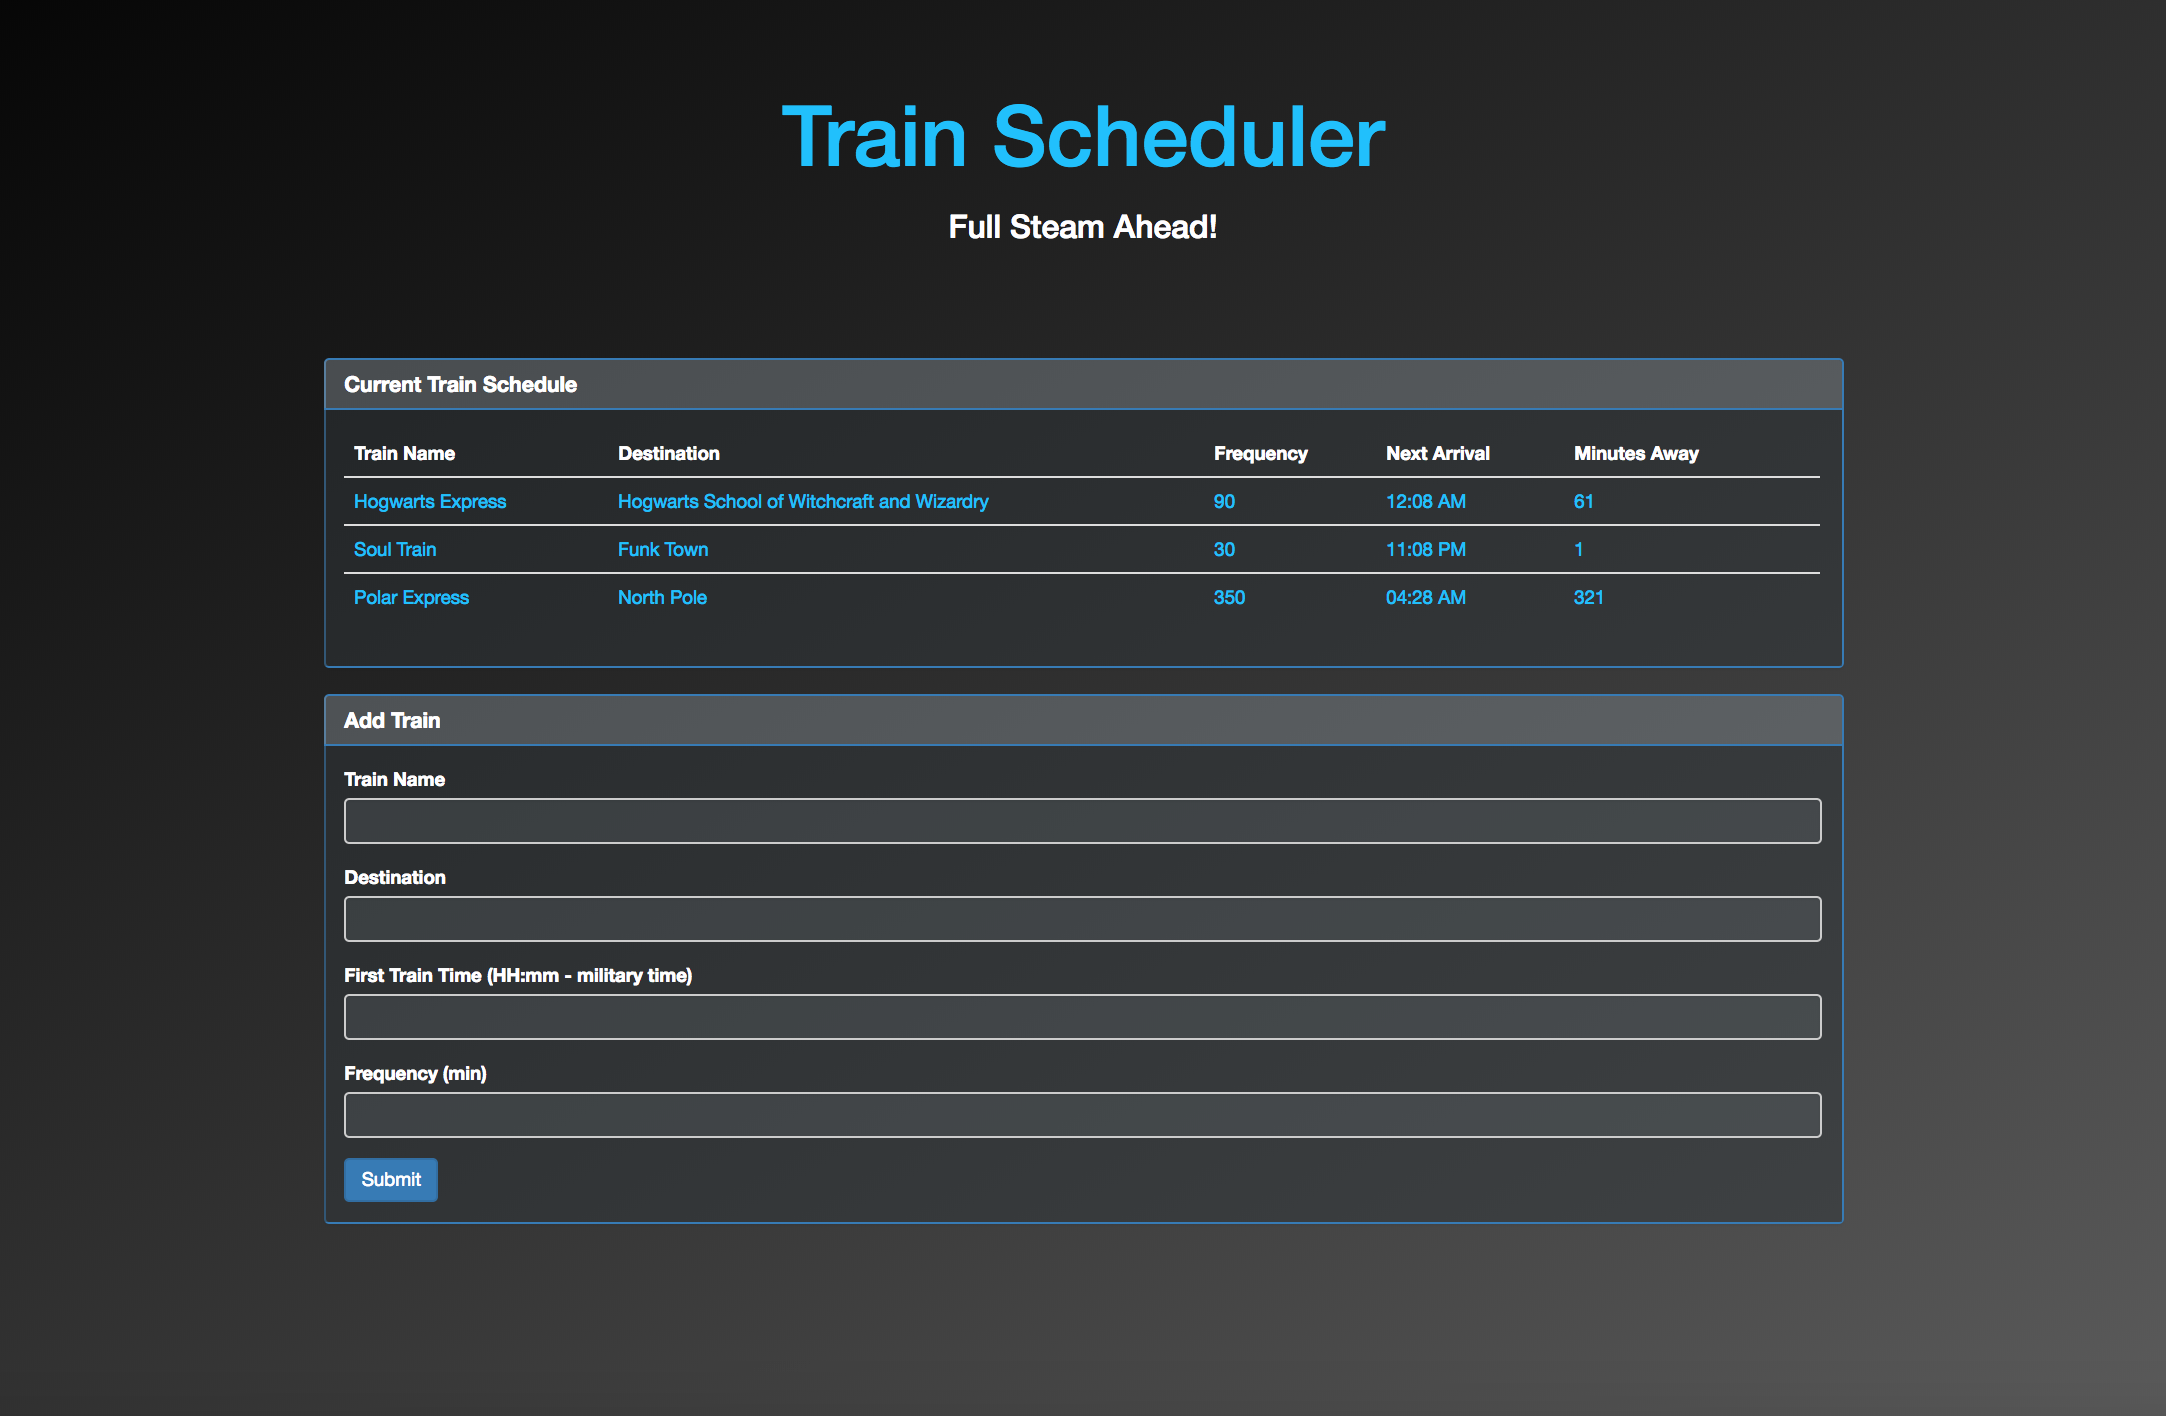 Train Scheduler
Full Steam Ahead!
Current Train Schedule
Train Name Destination Frequency Next Arrival Minutes Away
Hogwarts Express Hogwarts School of Witchcraft and Wizardry 90 12:08 AM 61
Soul Train Funk Town 30 11:08 PM 1
Polar Express North Pole 350 04:28 AM 321
Add Train
Train Name
Destination
First Train Time (HH:mm - military time)
Frequency (min)
Submit